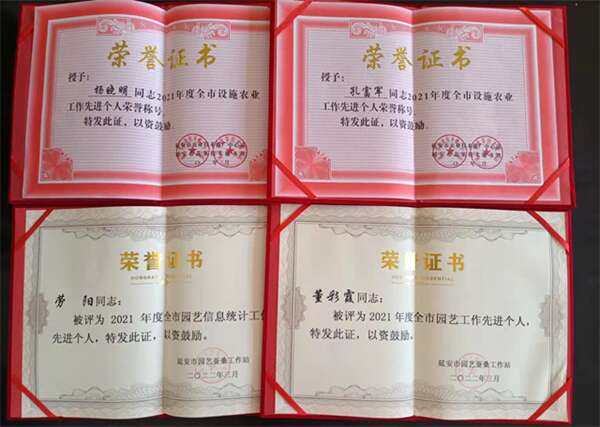 荣誉证书
授予:
杨晓明 同志2021年度全市设施农业
工作先进个人荣誉称号。
特发此证，以资鼓励。
荣誉证书
授予:
孔富军 同志2021年度全市设施农业
工作先进个人荣誉称号。
特发此证，以资鼓励。
荣誉证书
劳 阳同志:
被评为 2021 年度全市园艺信息统计工作
先进个人，特发此证，以资鼓励。
延安市园艺蚕桑工作站
二〇二二年三月
荣誉证书
董彩霞同志:
被评为 2021 年度全市园艺工作先进个人，
特发此证，以资鼓励。
延安市园艺蚕桑工作站
二〇二二年三月